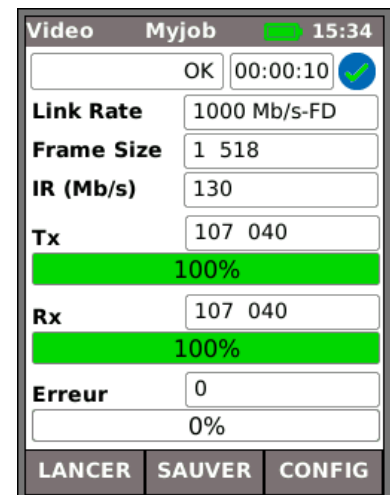 Video Myjob 15:34
OK 00:00:10
Link Rate 1000 Mb/s-FD
Frame Size 1 518
IR (Mb/s) 130
Tx 107 040
100%
Rx 107 040
100%
Erreur 0
0%
LANCER SAUVER CONFIG